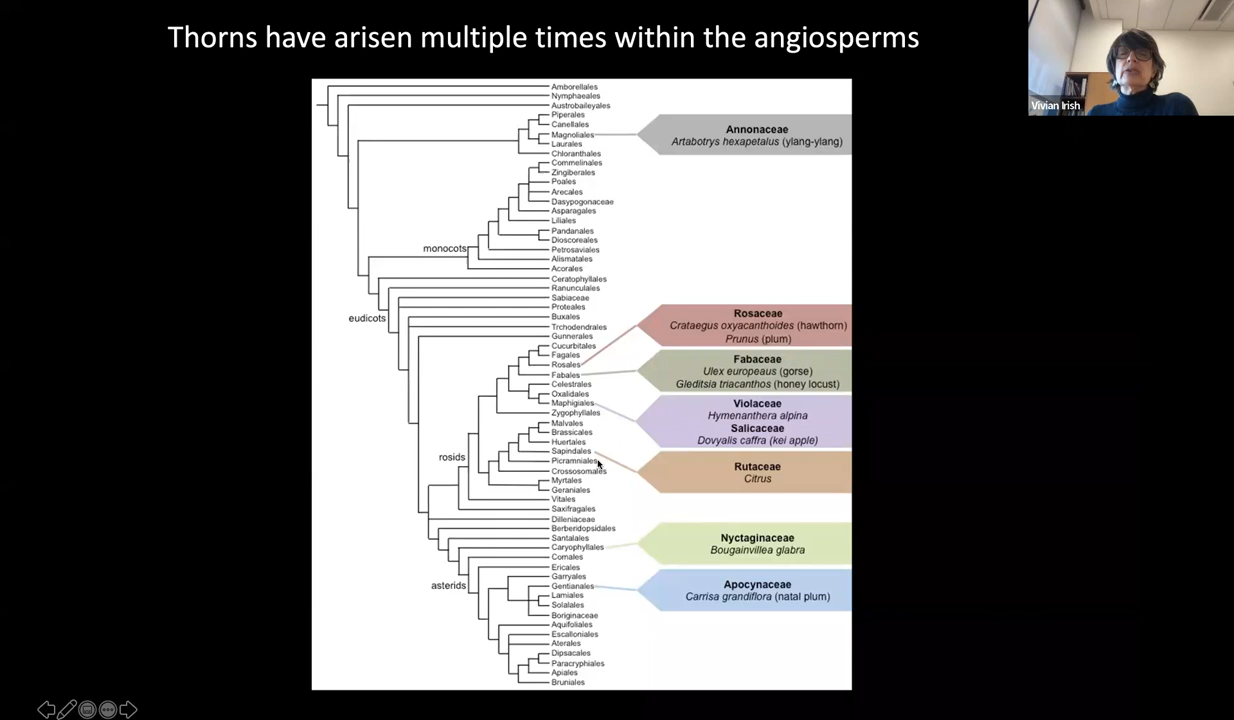 Thorns have arisen multiple times within the angiosperms
Vivian Irish
Amborellales
Nymphaeales
Austrobaileyales
Piperales
Canellales
Magnoliales
Laurales
Chloranthales
Commelinales
Zingiberales
Poales
Arecales
Dasypogonaceae
Asparagales
Liliales
Pandanales
Dioscoreales
Petrosaviales
Alismatales
Acorales
Ceratophyllales
Ranunculales
Sabiaceae
Proteales
Buxales
Trchodendrales
Gunnerales
Cucurbitales
Fagales
Rosales
Fabales
Celestrales
Oxalidales
Maphigiales
Zygophyllales
Malvales
Brassicales
Huertales
Sapindales
Picramniales
Crossosomales
Myrtales
Geraniales
Vitales
Saxifragales
Dilleniaceae
Berberidopsidales
Santalales
Caryophyllales
Cornales
Ericales
Garryales
Gentianales
Lamiales
Solalales
Boriginaceae
Aquifoliales
Escalloniales
Aterales
Dipsacales
Paracryphiales
Apiales
Bruniales
monocots
eudicots
rosids
asterids
Annonaceae
Artabotrys hexapetalus (ylang-ylang)
Rosaceae
Crataegus oxyacanthoides (hawthorn)
Prunus (plum)
Fabaceae
Ulex europeaus (gorse)
Gleditsia triacanthos (honey locust)
Violaceae
Hymenanthera alpina
Salicaceae
Dovyalis caffra (kei apple)
Rutaceae
Citrus
Nyctaginaceae
Bougainvillea glabra
Apocynaceae
Carrisa grandiflora (natal plum)